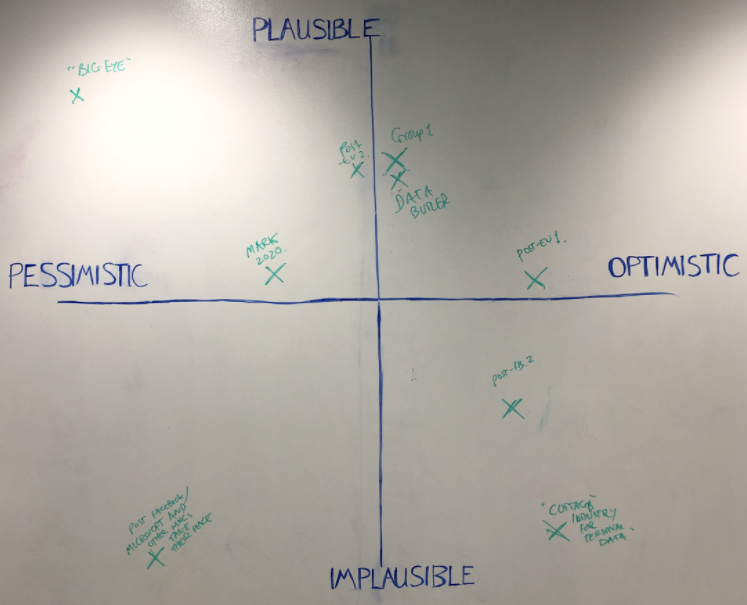 PLAUSIBLE
"BIG EYE"
POST
-EU 2.
Group 1
"DATA
BUTLER
MARK
2020.
POST-EU 1.
PESSIMISTIC
OPTIMISTIC
POST-FB-2
POST FACEBOOK/
MICROSOFT AND
OTHER
TAKE
THEIR PLACE
"COTTAGE"
INDUSTRY
FOR
PERSONAL
DATA.
IMPLAUSIBLE